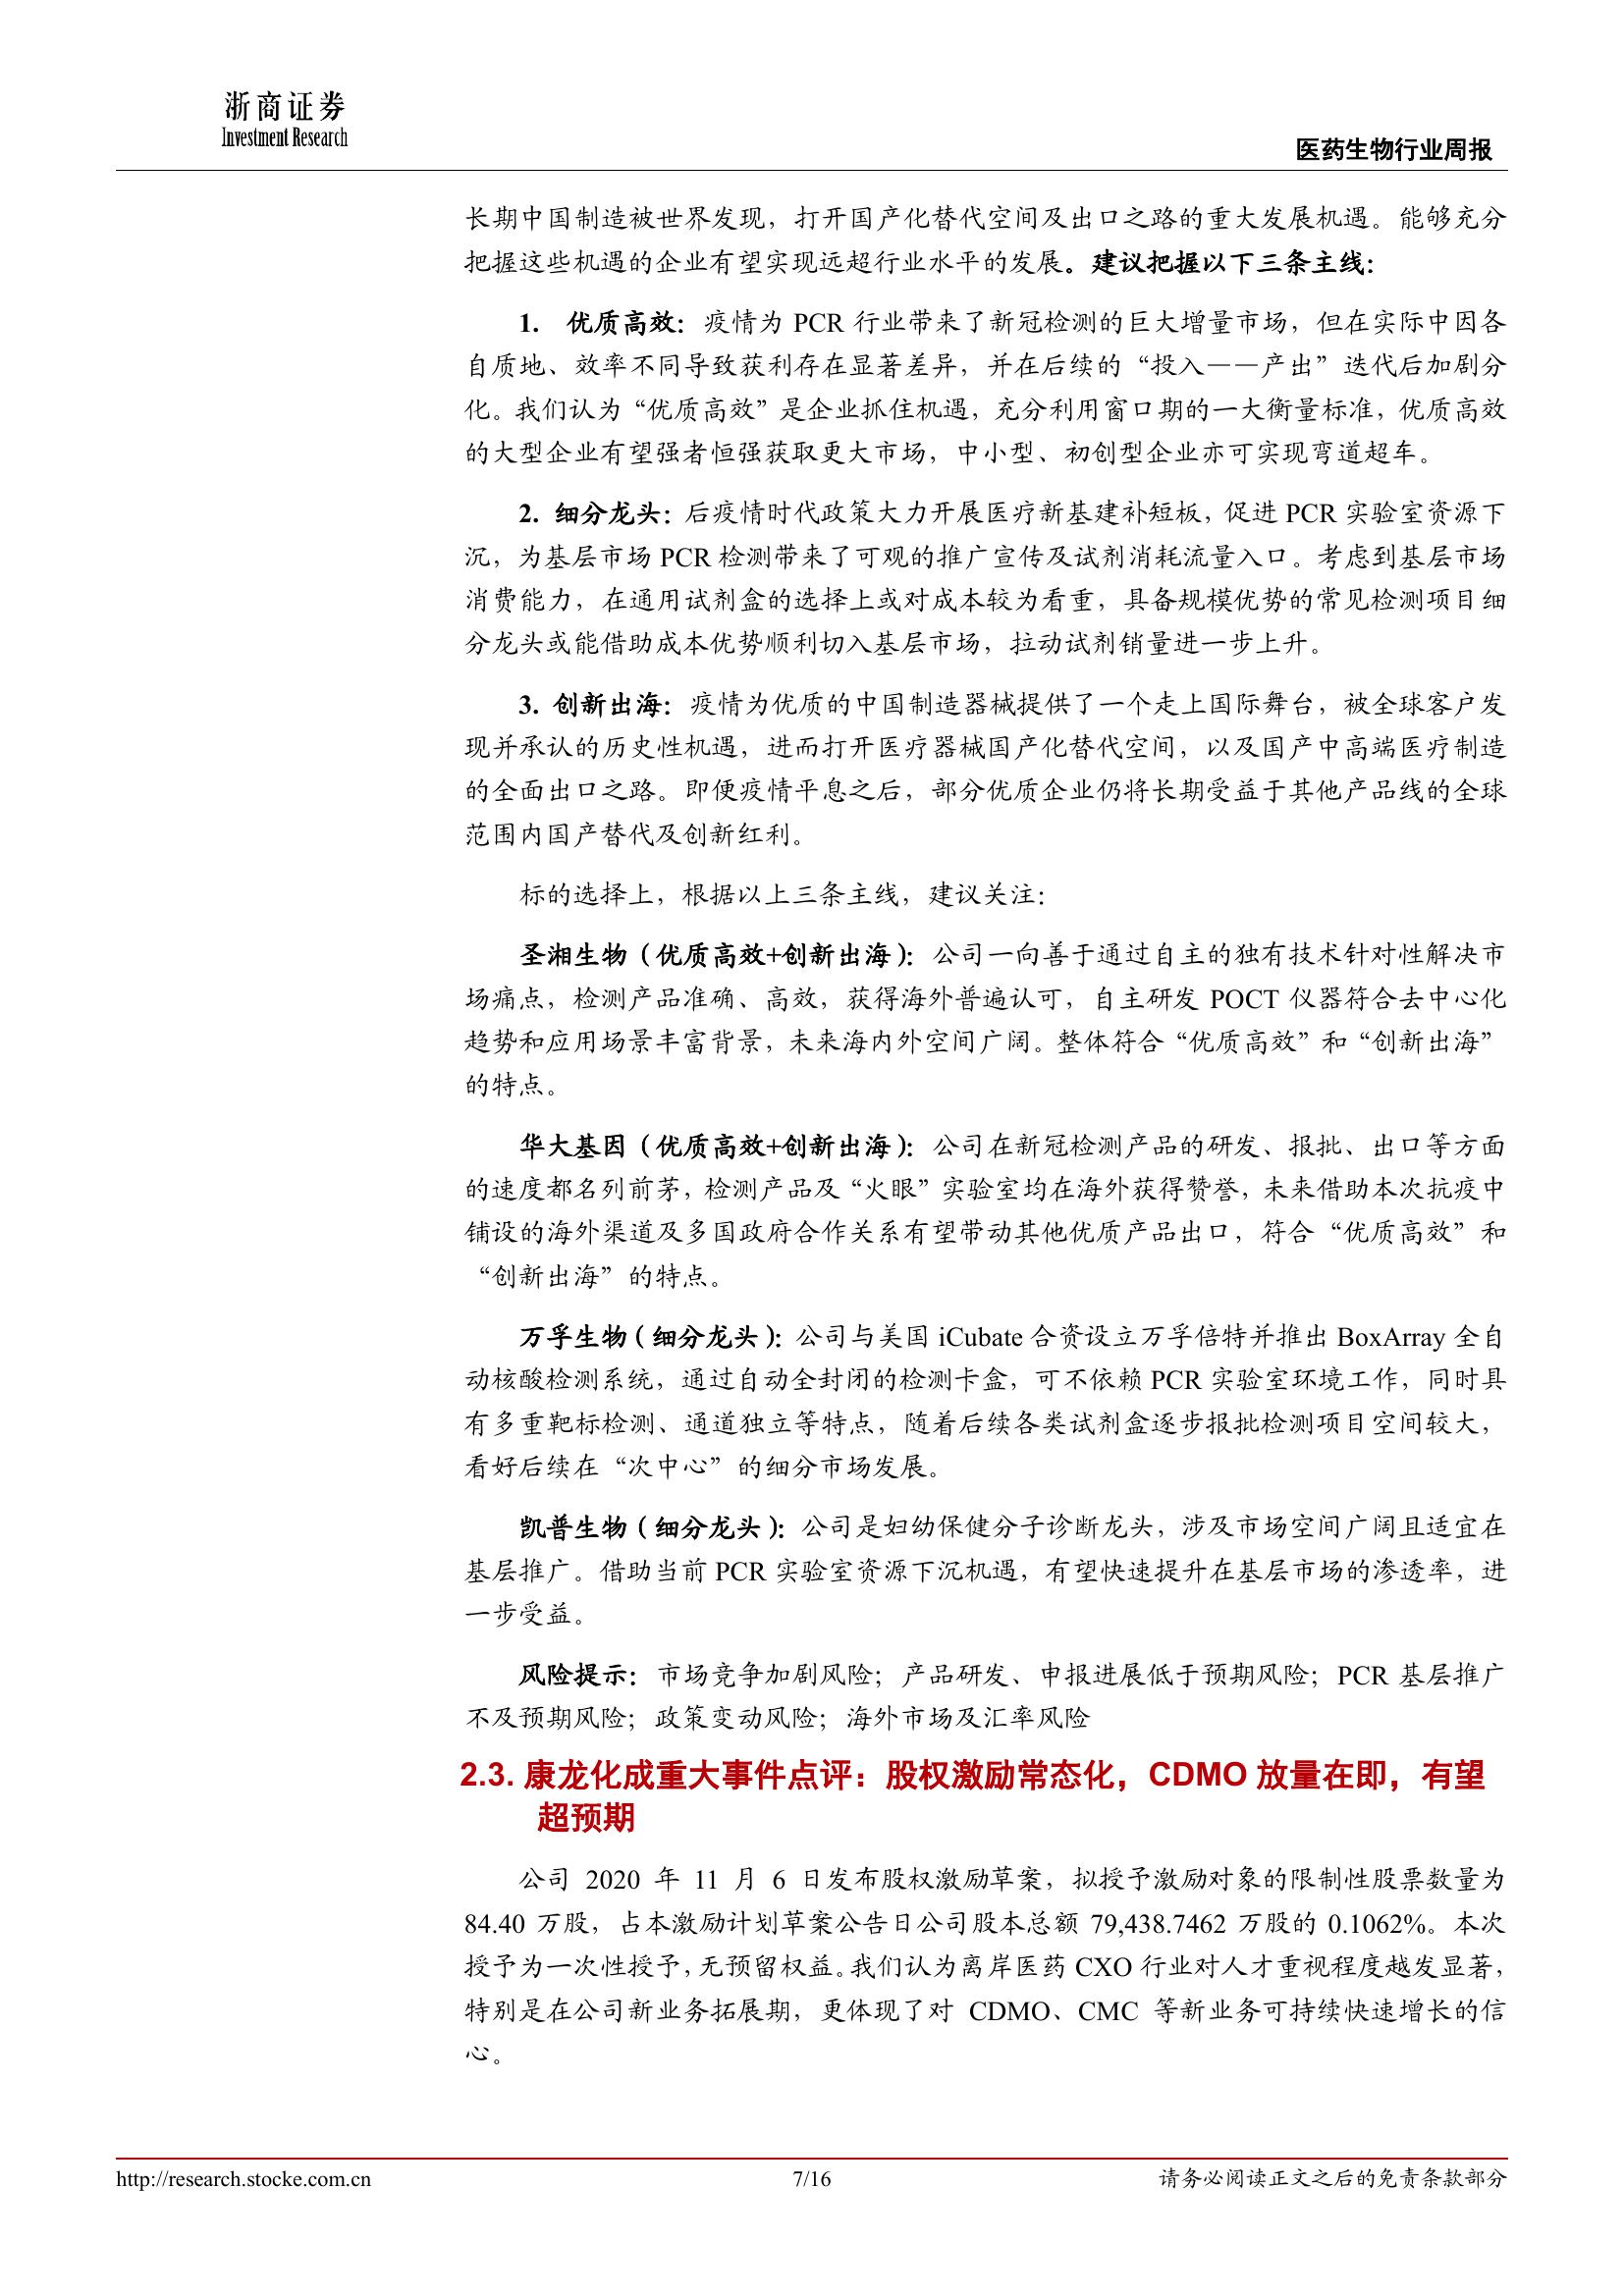 浙商证券
Investment Research
医药生物行业周报
长期中国制造被世界发现，打开国产化替代空间及出口之路的重大发展机遇。能够充分
把握这些机遇的企业有望实现远超行业水平的发展。建议把握以下三条主线：
1. 优质高效：疫情为 PCR 行业带来了新冠检测的巨大增量市场，但在实际中因各
自质地、效率不同导致获利存在显著差异，并在后续的“投入——产出”迭代后加剧分
化。我们认为“优质高效”是企业抓住机遇，充分利用窗口期的一大衡量标准，优质高效
的大型企业有望强者恒强获取更大市场，中小型、初创型企业亦可实现弯道超车。
2. 细分龙头：后疫情时代政策大力开展医疗新基建补短板，促进 PCR 实验室资源下
沉，为基层市场 PCR 检测带来了可观的推广宣传及试剂消耗流量入口。考虑到基层市场
消费能力，在通用试剂盒的选择上或对成本较为看重，具备规模优势的常见检测项目细
分龙头或能借助成本优势顺利切入基层市场，拉动试剂销量进一步上升。
3. 创新出海：疫情为优质的中国制造器械提供了一个走上国际舞台，被全球客户发
现并承认的历史性机遇，进而打开医疗器械国产化替代空间，以及国产中高端医疗制造
的全面出口之路。即便疫情平息之后，部分优质企业仍将长期受益于其他产品线的全球
范围内国产替代及创新红利。
标的选择上，根据以上三条主线，建议关注：
圣湘生物（优质高效+创新出海）：公司一向善于通过自主的独有技术针对性解决市
场痛点，检测产品准确、高效，获得海外普遍认可，自主研发 POCT 仪器符合去中心化
趋势和应用场景丰富背景，未来海内外空间广阔。整体符合“优质高效”和“创新出海”
的特点。
华大基因（优质高效+创新出海）：公司在新冠检测产品的研发、报批、出口等方面
的速度都名列前茅，检测产品及“火眼”实验室均在海外获得赞誉，未来借助本次抗疫中
铺设的海外渠道及多国政府合作关系有望带动其他优质产品出口，符合“优质高效”和
“创新出海”的特点。
万孚生物（细分龙头）：公司与美国 iCubate 合资设立万孚倍特并推出 BoxArray 全自
动核酸检测系统，通过自动全封闭的检测卡盒，可不依赖 PCR 实验室环境工作，同时具
有多重靶标检测、通道独立等特点，随着后续各类试剂盒逐步报批检测项目空间较大，
看好后续在“次中心”的细分市场发展。
凯普生物（细分龙头）：公司是妇幼保健分子诊断龙头，涉及市场空间广阔且适宜在
基层推广。借助当前 PCR 实验室资源下沉机遇，有望快速提升在基层市场的渗透率，进
一步受益。
风险提示：市场竞争加剧风险；产品研发、申报进展低于预期风险；PCR 基层推广
不及预期风险；政策变动风险；海外市场及汇率风险
2.3. 康龙化成重大事件点评：股权激励常态化，CDMO 放量在即，有望
超预期
公司 2020 年 11 月 6 日发布股权激励草案，拟授予激励对象的限制性股票数量为
84.40 万股，占本激励计划草案公告日公司股本总额 79,438.7462 万股的 0.1062%。本次
授予为一次性授予，无预留权益。我们认为离岸医药 CXO 行业对人才重视程度越发显著，
特别是在公司新业务拓展期，更体现了对 CDMO、CMC 等新业务可持续快速增长的信
心。
http://research.stocke.com.cn
7/16
请务必阅读正文之后的免责条款部分